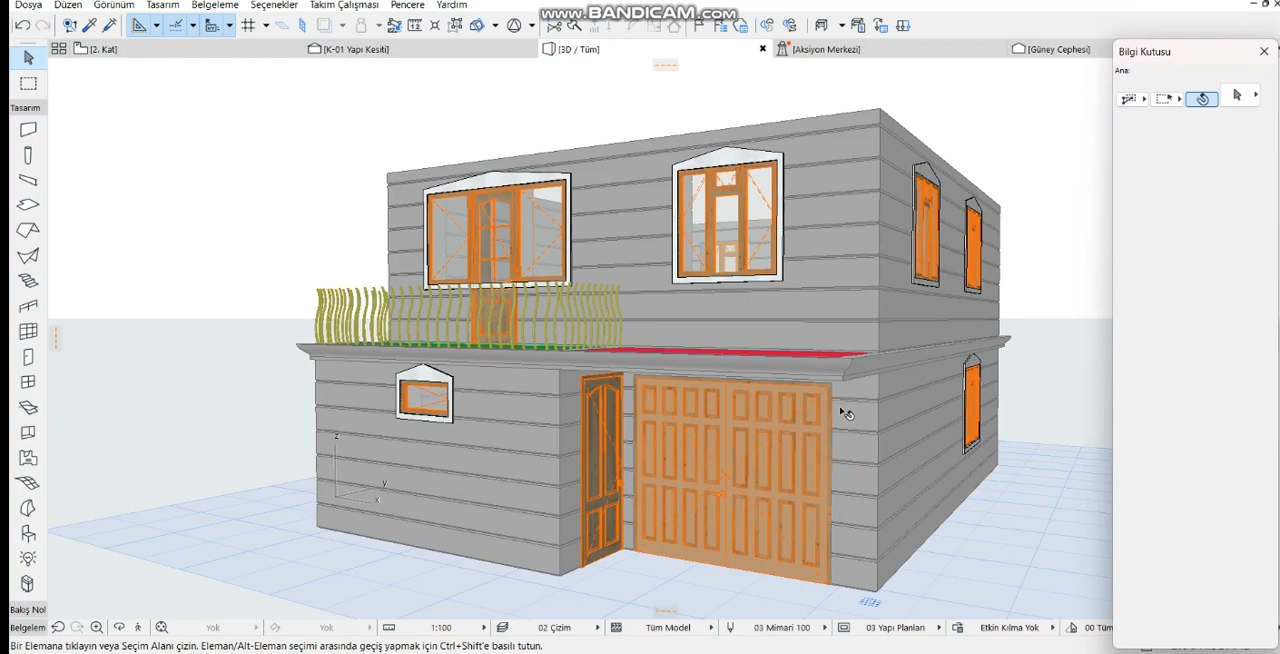 Dosya Düzen Görünüm Tasarım Belgeleme Seçenekler Takım Çalışması Pencere Yardım
www.BANDICAM.com
[2. Kat] [K-01 Yapı Kesiti] [3D / Tüm] [Aksiyon Merkezi] [Güney Cephesi]
Bilgi Kutusu
Ana:
Tasarım
z
y
x
Bakış Nol
Belgelem Yok Yok 1:100 02 Çizim Tüm Model 03 Mimari 100 03 Yapı Planları Etkin Kılma Yok 00 Tüm
Bir Elemana tıklayın veya Seçim Alanı çizin. Eleman/Alt-Eleman seçimi arasında geçiş yapmak için Ctrl+Shift'e basılı tutun.